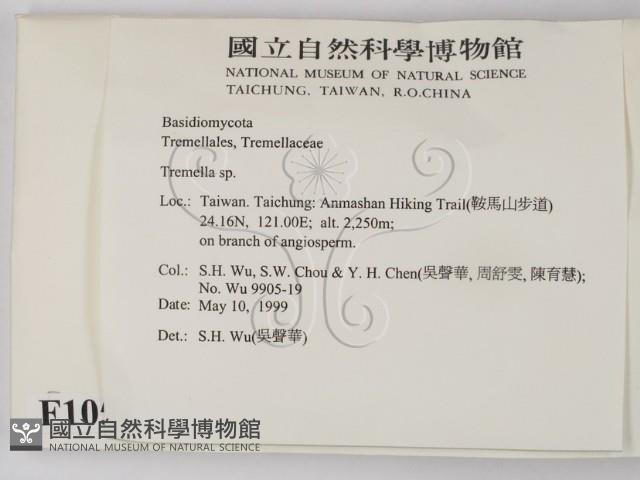 國立自然科學博物館
NATIONAL MUSEUM OF NATURAL SCIENCE
TAICHUNG, TAIWAN, R.O.CHINA
Basidiomycota
Tremellales, Tremellaceae
Tremella sp.
Loc.: Taiwan. Taichung: Anmashan Hiking Trail(鞍馬山步道)
24.16N, 121.00E; alt. 2,250m;
on branch of angiosperm.
Col.: S.H. Wu, S.W. Chou & Y. H. Chen(吳聲華, 周舒雯, 陳育慧);
No. Wu 9905-19
Date: May 10, 1999
Det.: S.H. Wu(吳聲華)
國立自然科學博物館
NATIONAL MUSEUM OF NATURAL SCIENCE